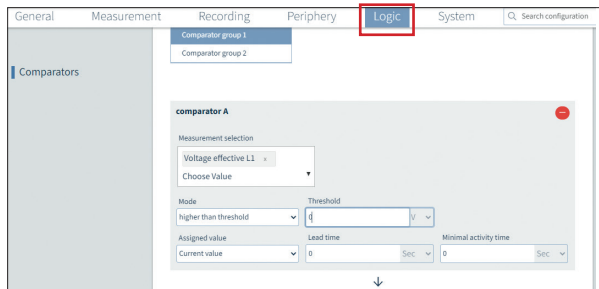 General Measurement Recording Periphery Logic System Search configuration
Comparator group 1
Comparator group 2
Comparators
comparator A
Measurement selection
Voltage effective L1 x
Choose Value
Mode Threshold
higher than threshold 0 V
Assigned value Lead time Minimal activity time
Current value 0 Sec 0 Sec